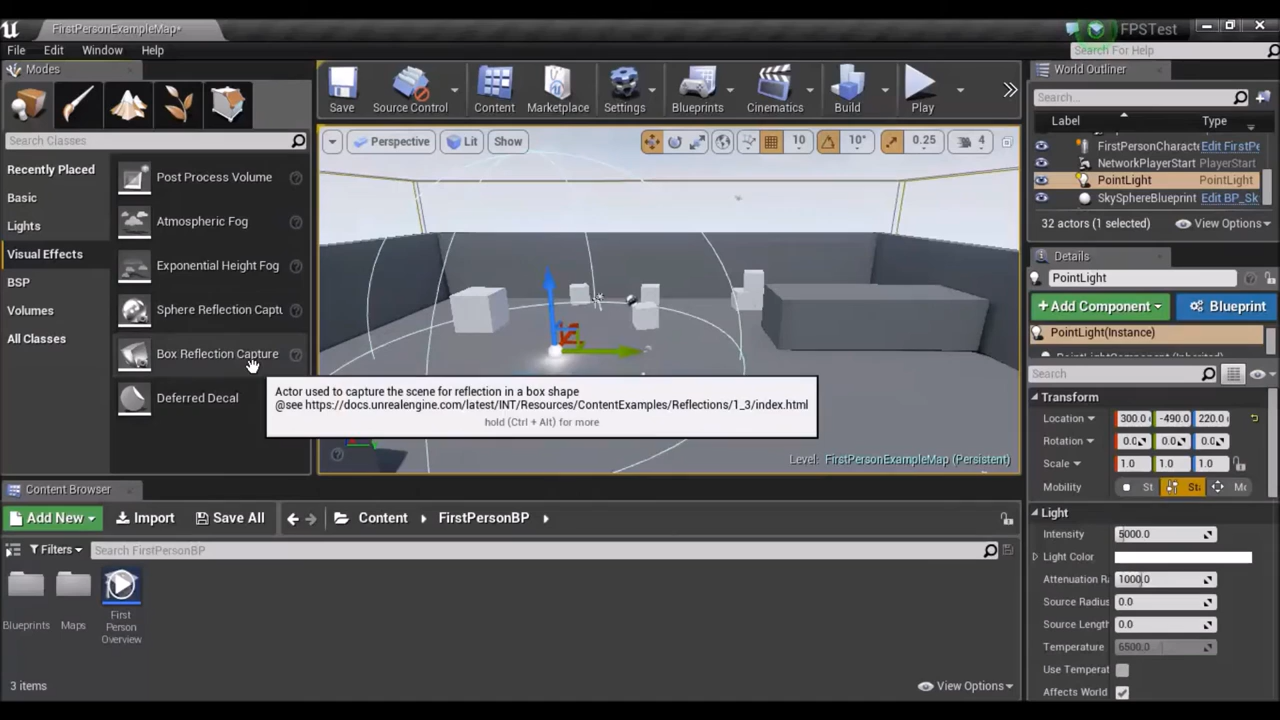 FirstPersonExampleMap*
FPSTest
File Edit Window Help
Search For Help
Modes
Search Classes
Recently Placed
Basic
Lights
Visual Effects
BSP
Volumes
All Classes
Post Process Volume
Atmospheric Fog
Exponential Height Fog
Sphere Reflection Captu
Box Reflection Capture
Deferred Decal
Save
Source Control
Content
Marketplace
Settings
Blueprints
Cinematics
Build
Play
Perspective
Lit
Show
10
10°
0.25
4
Actor used to capture the scene for reflection in a box shape
@see https://docs.unrealengine.com/latest/INT/Resources/ContentExamples/Reflections/1_3/index.html
hold (Ctrl + Alt) for more
Level: FirstPersonExampleMap (Persistent)
World Outliner
Search...
Label Type
FirstPersonCharacte Edit FirstPe
NetworkPlayerStart PlayerStart
PointLight PointLight
SkySphereBlueprint Edit BP_Sk
32 actors (1 selected)
View Options
Details
PointLight
+Add Component
Blueprint
PointLight(Instance)
Search
Transform
Location 300.0 -490.0 220.0
Rotation 0.0 0.0 0.0
Scale 1.0 1.0 1.0
Mobility St Sta Mo
Light
Intensity 5000.0
Light Color
Attenuation Ra 1000.0
Source Radius 0.0
Source Length 0.0
Temperature 6500.0
Use Temperat
Affects World
Content Browser
Add New
Import
Save All
Content
FirstPersonBP
Filters
Search FirstPersonBP
Blueprints
Maps
First
Person
Overview
3 items
View Options